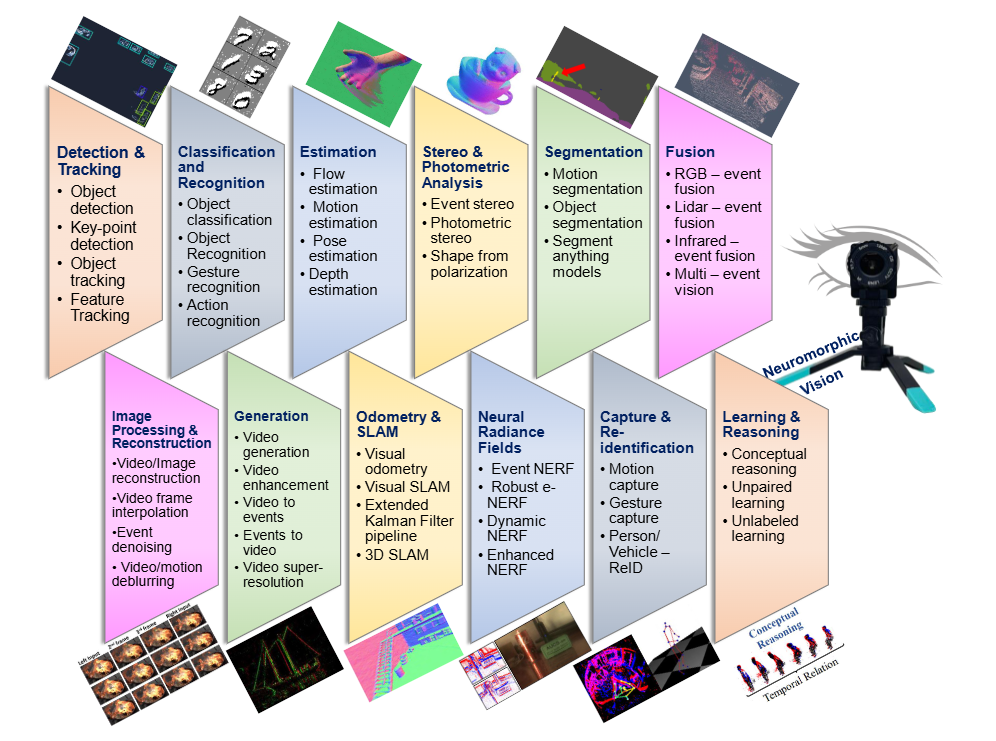 Detection &
Tracking
• Object
detection
• Key-point
detection
• Object
tracking
• Feature
Tracking
Classification
and
Recognition
• Object
classification
• Object
Recognition
• Gesture
recognition
• Action
recognition
Estimation
• Flow
estimation
• Motion
estimation
• Pose
estimation
• Depth
estimation
Stereo &
Photometric
Analysis
• Event stereo
• Photometric
stereo
• Shape from
polarization
Segmentation
• Motion
segmentation
• Object
segmentation
• Segment
anything
models
Fusion
• RGB – event
fusion
• Lidar – event
fusion
• Infrared –
event fusion
• Multi – event
vision
Neuromorphic
Vision
Image
Processing &
Reconstruction
•Video/Image
reconstruction
•Video frame
interpolation
•Event
denoising
• Video/motion
deblurring
Generation
• Video
generation
• Video
enhancement
• Video to
events
• Events to
video
• Video super-
resolution
Odometry &
SLAM
• Visual
odometry
• Visual SLAM
• Extended
Kalman Filter
pipeline
• 3D SLAM
Neural
Radiance
Fields
• Event NERF
• Robust e-
NERF
• Dynamic
NERF
• Enhanced
NERF
Capture &
Re-
identification
• Motion
capture
• Gesture
capture
• Person/
Vehicle –
ReID
Learning &
Reasoning
• Conceptual
reasoning
• Unpaired
learning
• Unlabeled
learning
Left input
2nd frame
3rd frame
Right input
Conceptual
Reasoning
Temporal Relation